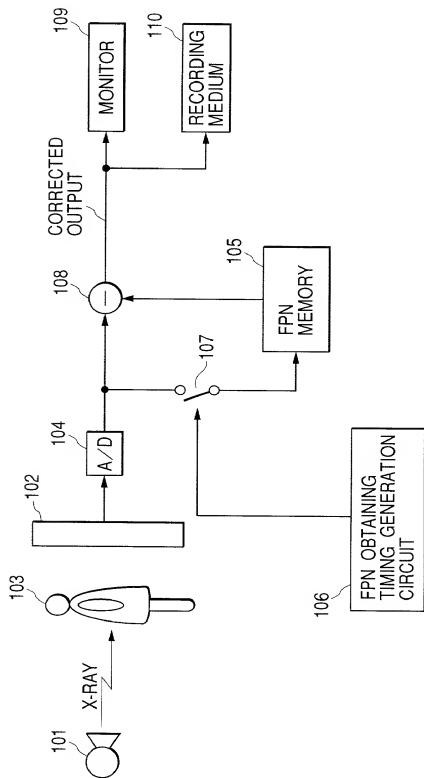 101
X-RAY
103
102
104
A/D
108
CORRECTED
OUTPUT
109
MONITOR
110
RECORDING
MEDIUM
107
105
FPN
MEMORY
106
FPN OBTAINING
TIMING GENERATION
CIRCUIT